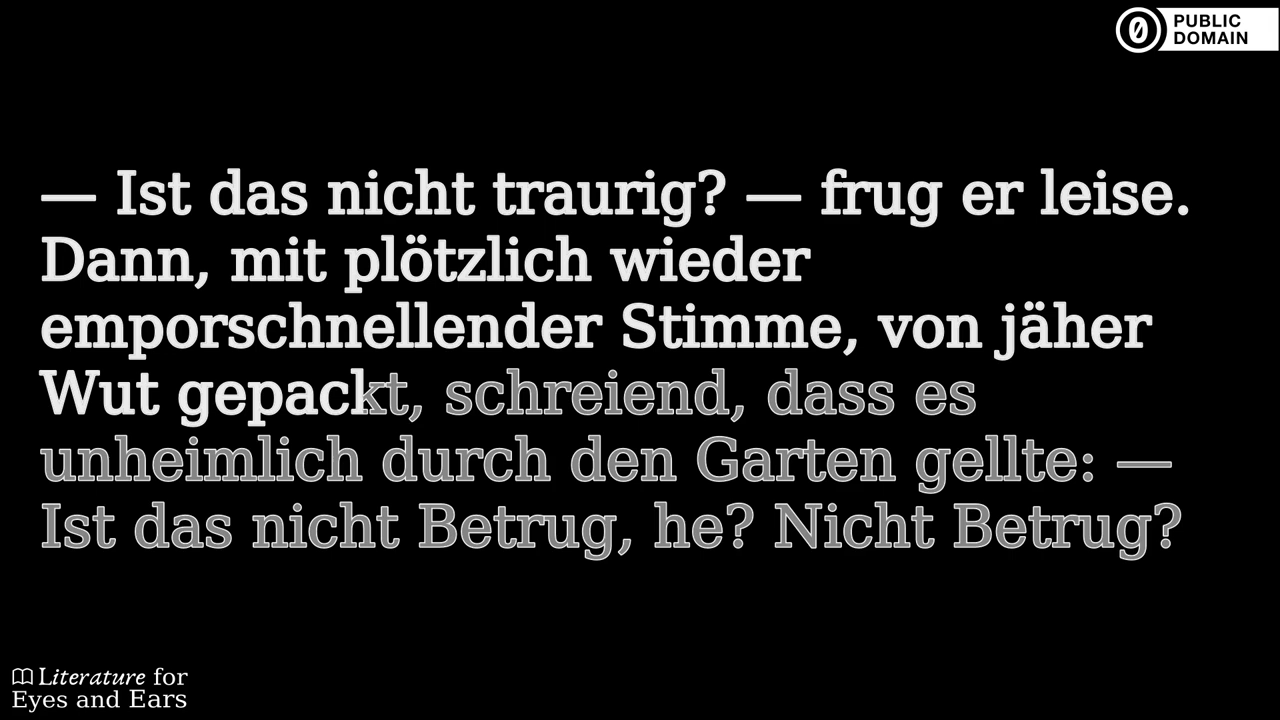 PUBLIC
DOMAIN
— Ist das nicht traurig? — frug er leise.
Dann, mit plötzlich wieder
emporschnellender Stimme, von jäher
Wut gepackt, schreiend, dass es
unheimlich durch den Garten gellte: —
Ist das nicht Betrug, he? Nicht Betrug?
Literature for
Eyes and Ears